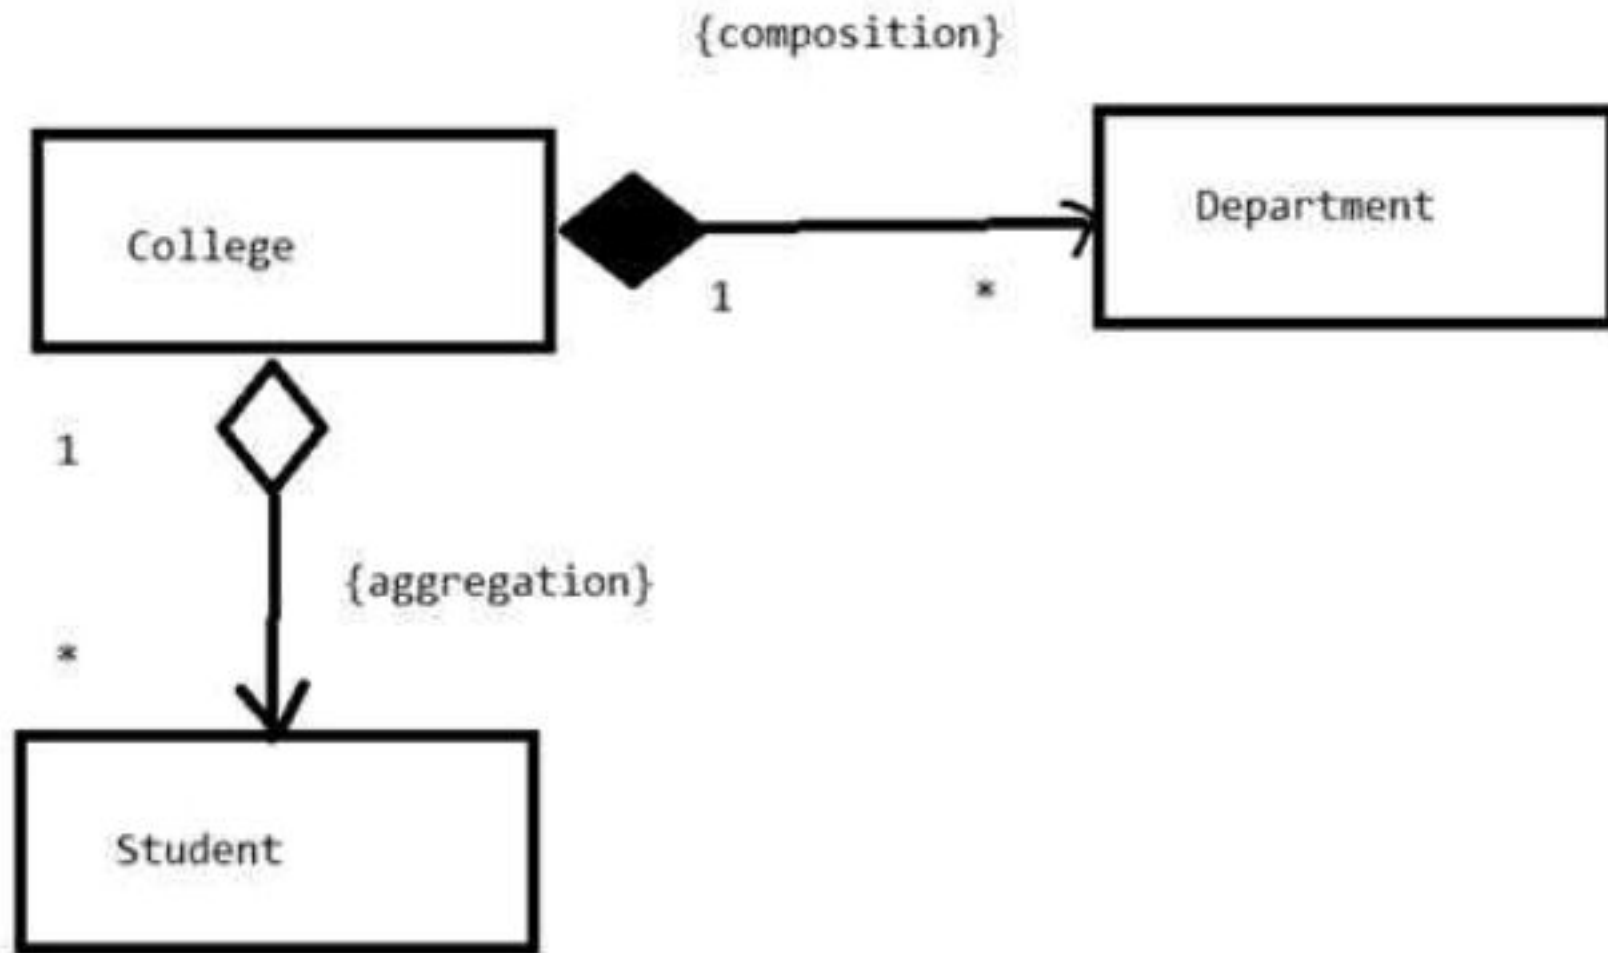 {composition}
College
Department
1
*
1
{aggregation}
*
Student